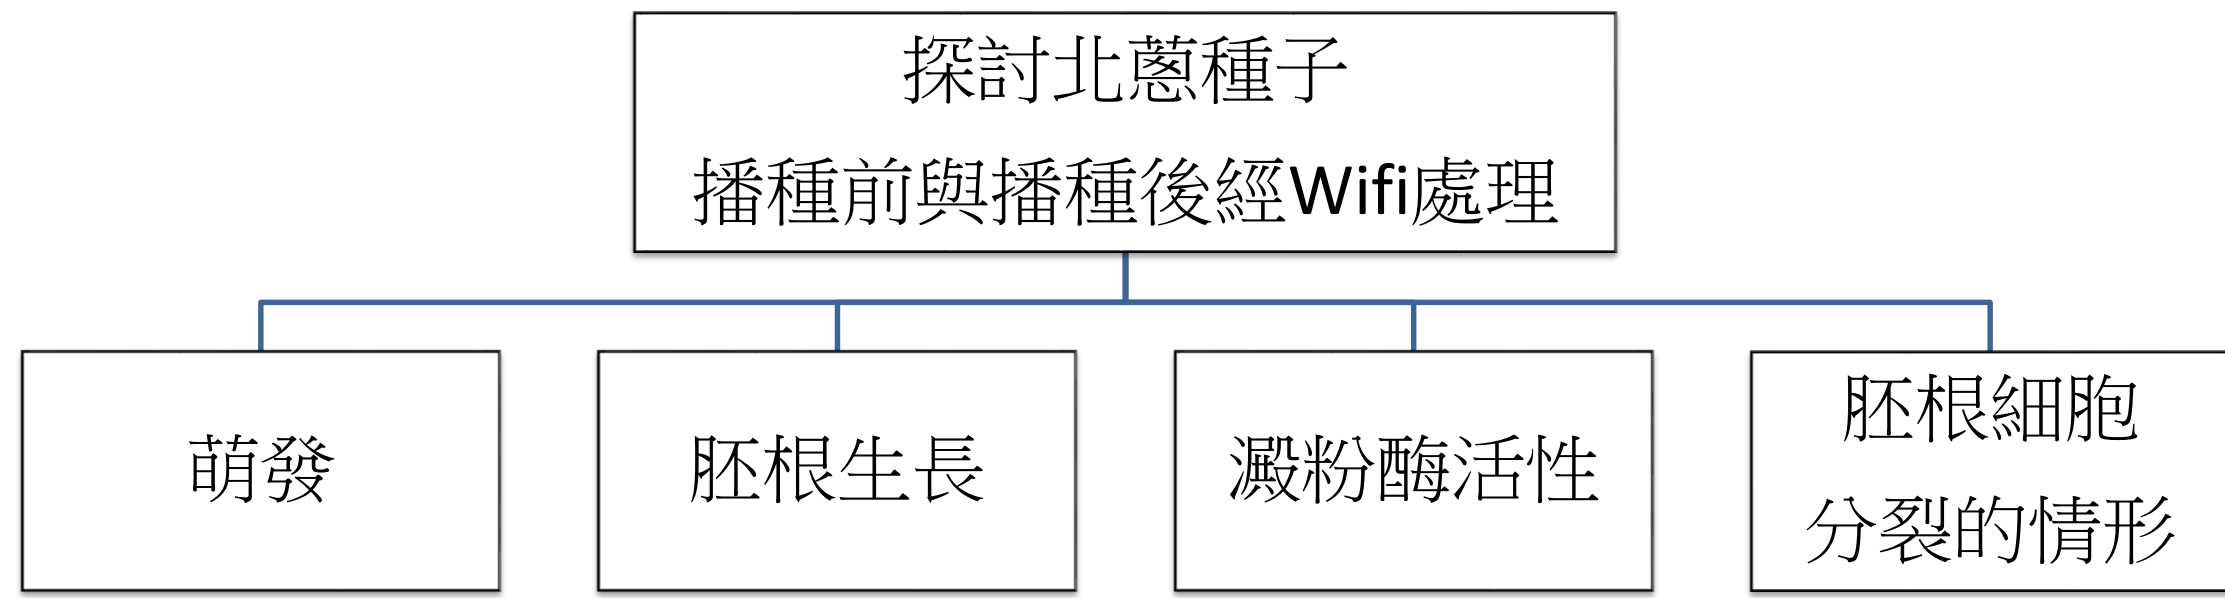 探討北蔥種子
播種前與播種後經Wifi處理
萌發
胚根生長
澱粉酶活性
胚根細胞
分裂的情形